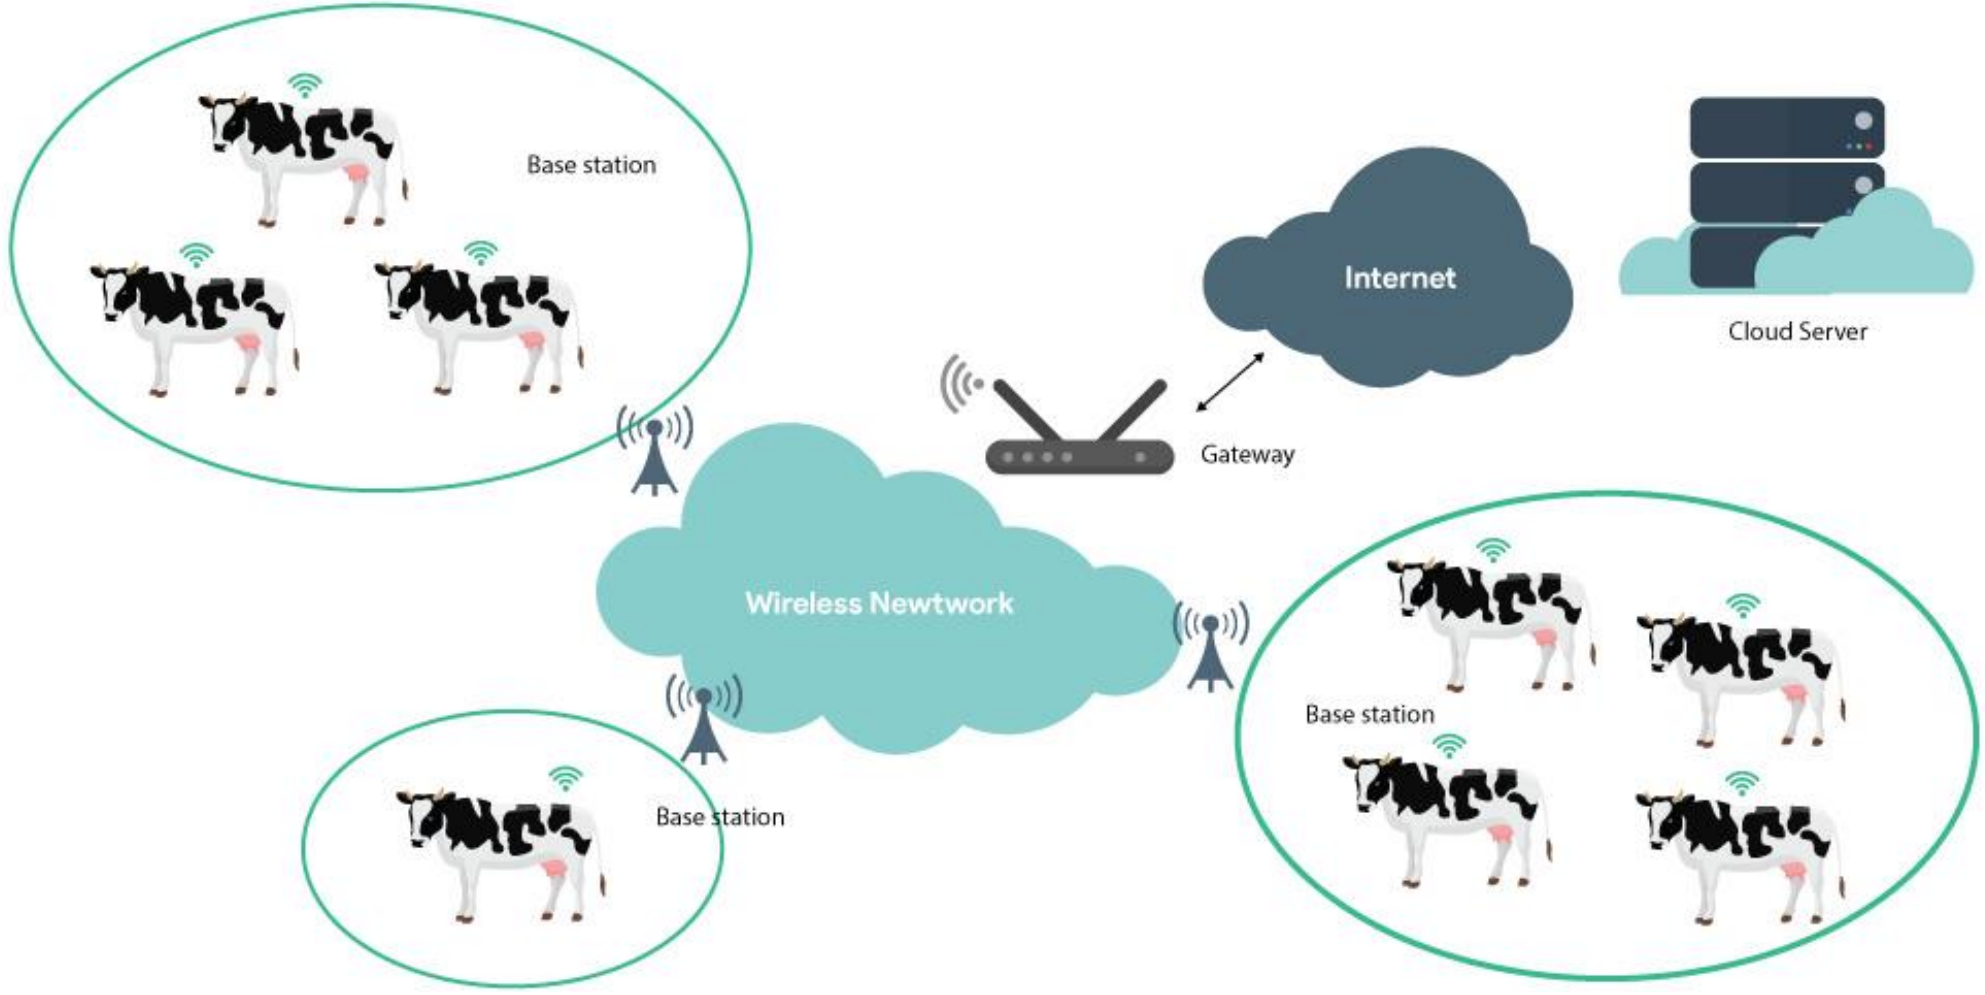 Base station
Internet
Cloud Server
Gateway
Wireless Newtwork
Base station
Base station